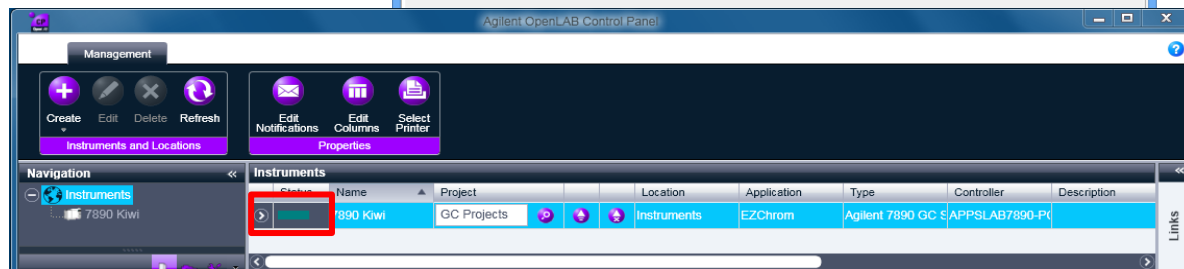 Agilent OpenLAB Control Panel
Management
Create Edit Delete Refresh
Instruments and Locations
Edit Notifications
Edit Columns
Select Printer
Properties
Navigation «
Instruments
7890 Kiwi
Instruments
Status Name Project Location Application Type Controller Description
7890 Kiwi GC Projects Instruments EZChrom Agilent 7890 GC S APPSLAB7890-P(
«
Links